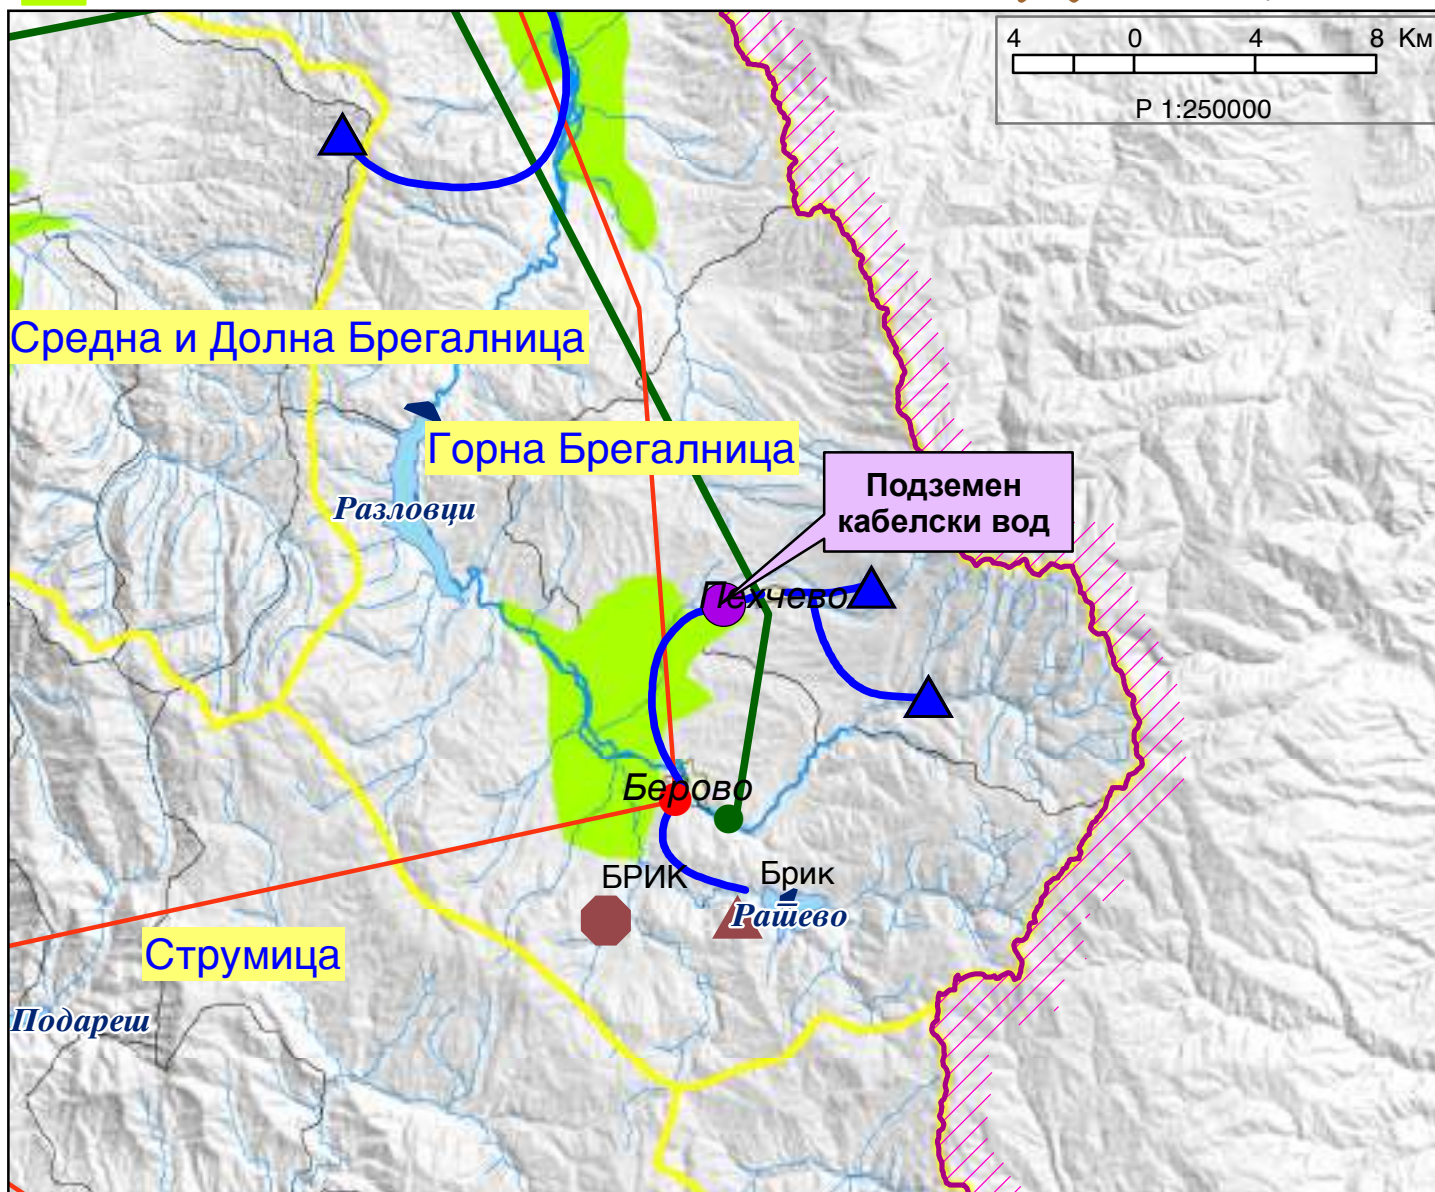 4 0 4 8 Км
Р 1:250000
Средна и Долна Брегалница
Горна Брегалница
Подземен
кабелски вод
Разловци
Пехчево
Берово
БРИК
Брик
Рашево
Струмица
Подареш